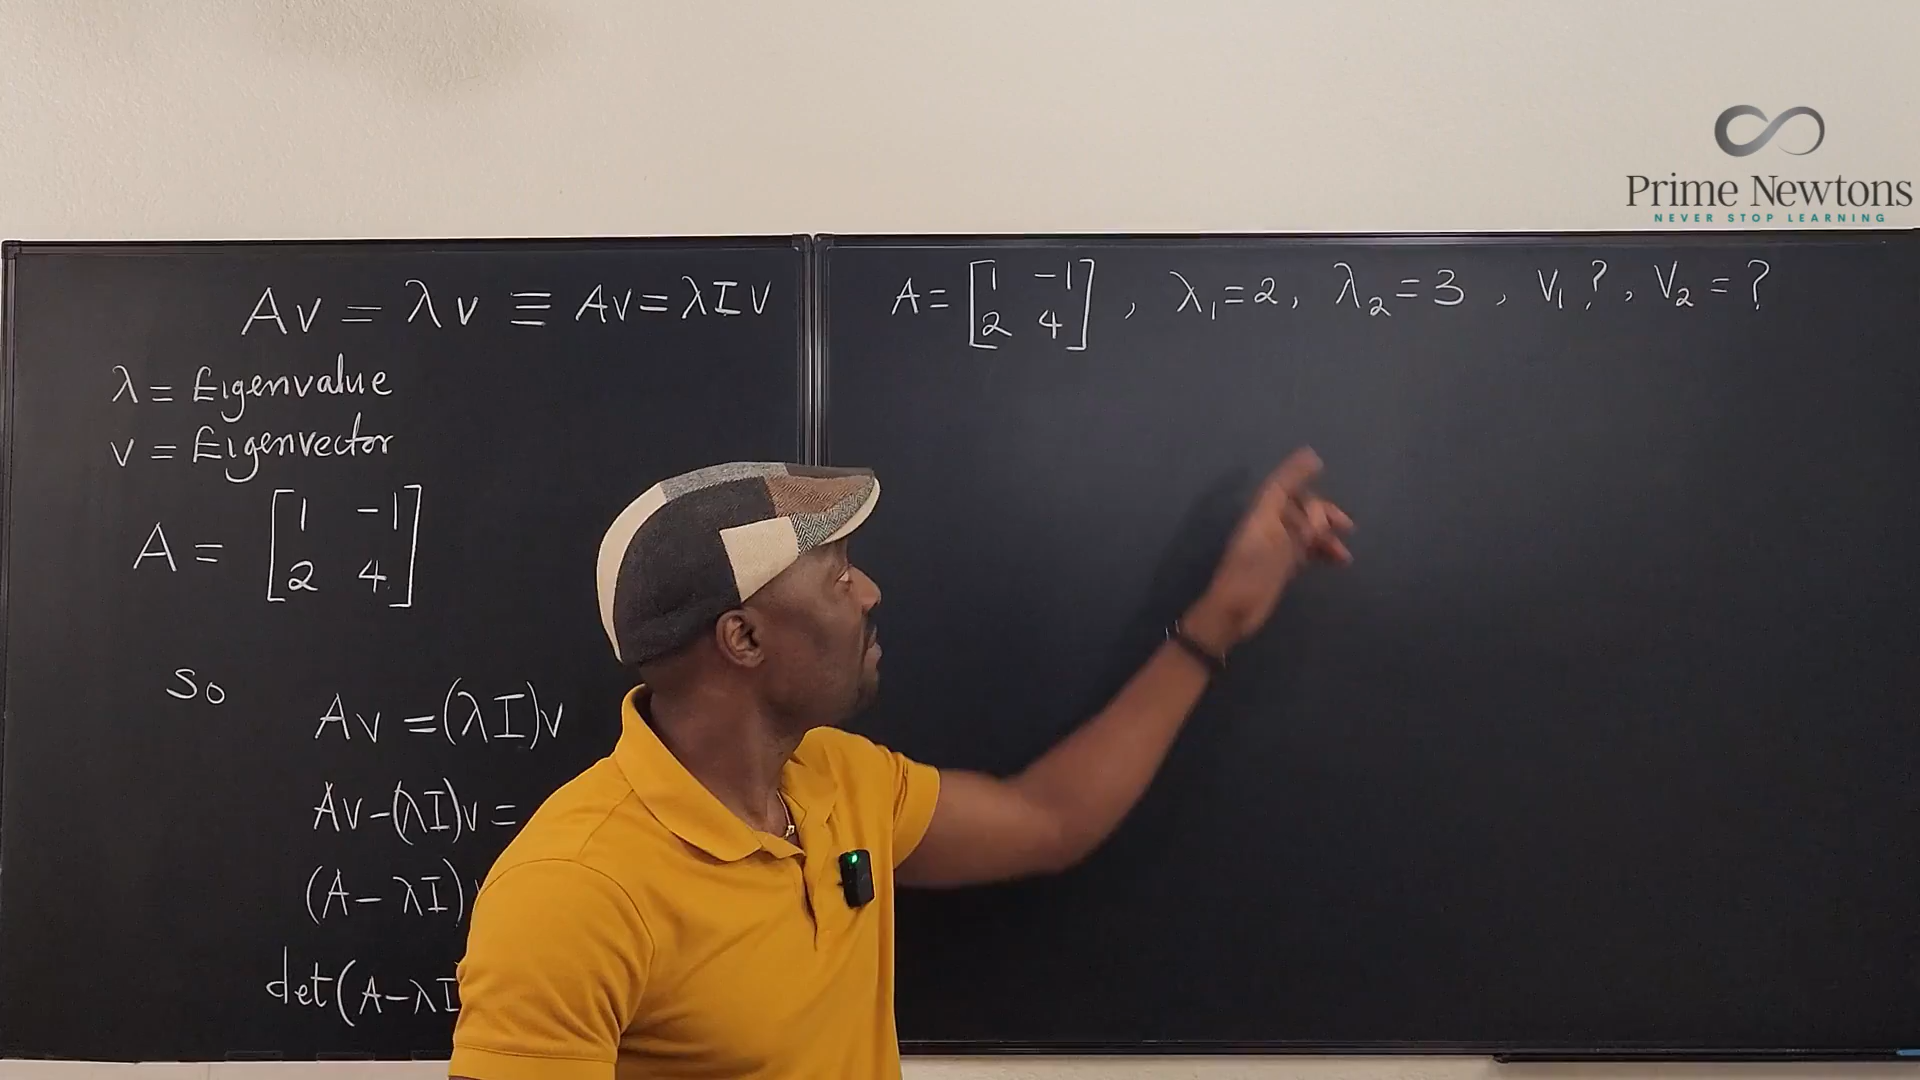 Prime Newtons
NEVER STOP LEARNING
Av = λv ≡ Av = λIv
λ = Eigenvalue
v = Eigenvector
A = [1 -1
2 4]
so
Av = (λI)v
Av-(λI)v =
(A - λI)
det(A-λI
A = [1 -1
2 4], λ₁=2, λ₂=3, V₁?, V₂=?